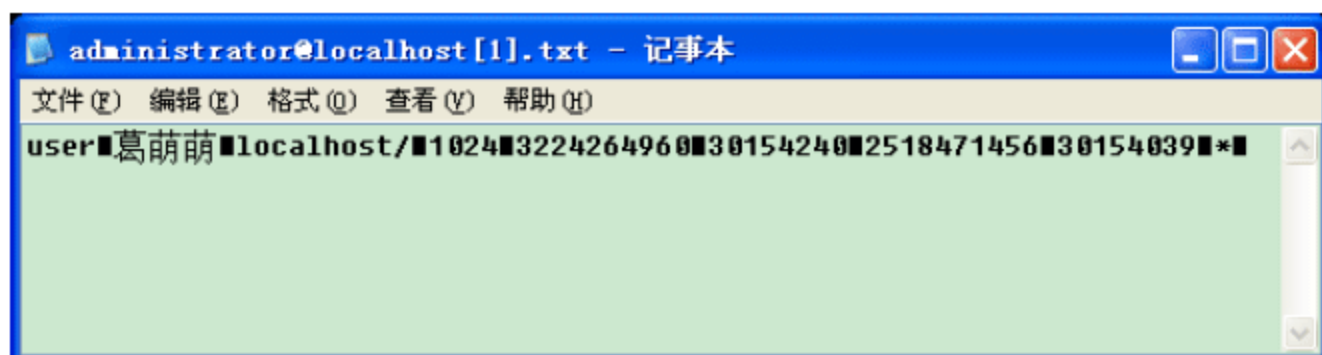 administrator@localhost[1].txt - 记事本
文件(F) 编辑(E) 格式(O) 查看(V) 帮助(H)
user■葛萌萌■localhost/■1024■3224264960■30154240■2518471456■30154039■*■